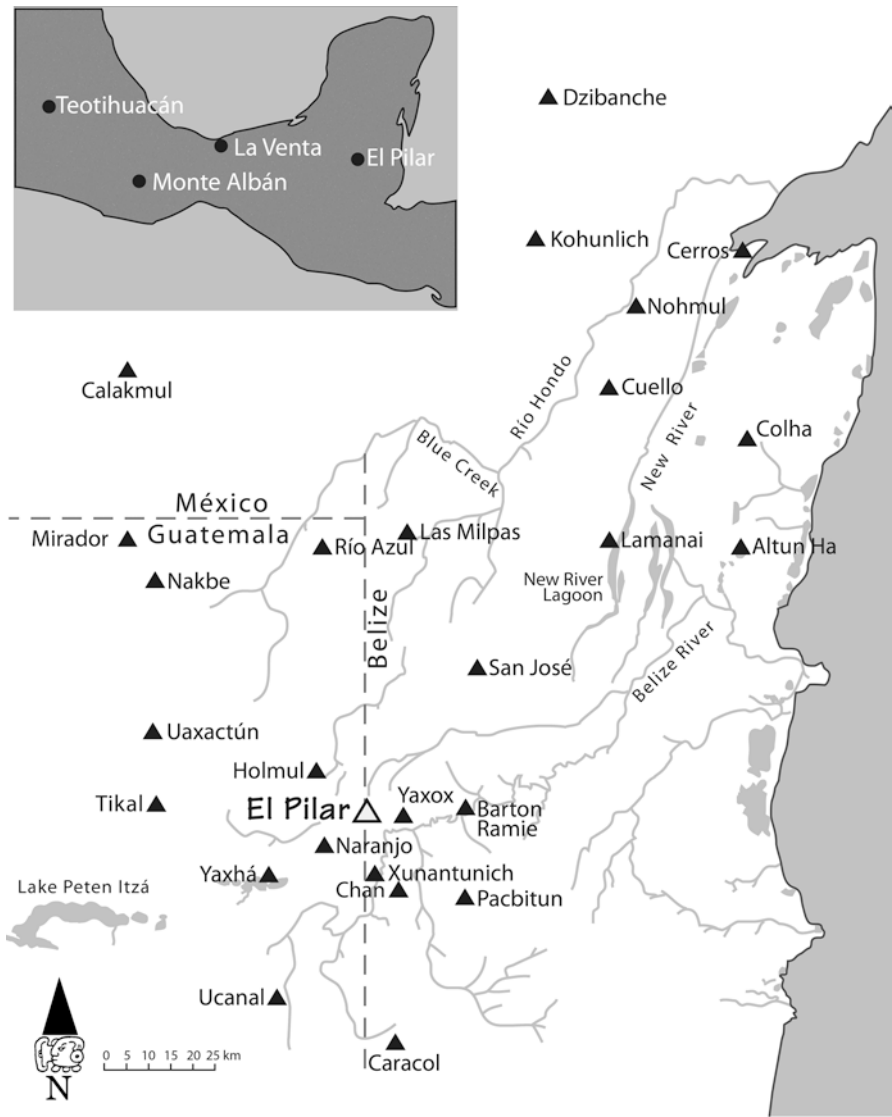 Teotihuacán
La Venta
El Pilar
Monte Albán
Dzibanche
Kohunlich
Cerros
Nohmul
Calakmul
Río Hondo
Cuello
New River
Colha
Blue Creek
México
Guatemala
Mirador
Río Azul
Las Milpas
Lamanai
Altun Ha
Nakbe
New River
Lagoon
Belize
San José
Belize River
Uaxactún
Holmul
Tikal
El Pilar
Yaxox
Barton
Ramie
Naranjo
Yaxhá
Xunantunich
Chan
Pacbitun
Lake Peten Itzá
Ucanal
Caracol
N
0 5 10 15 20 25 km